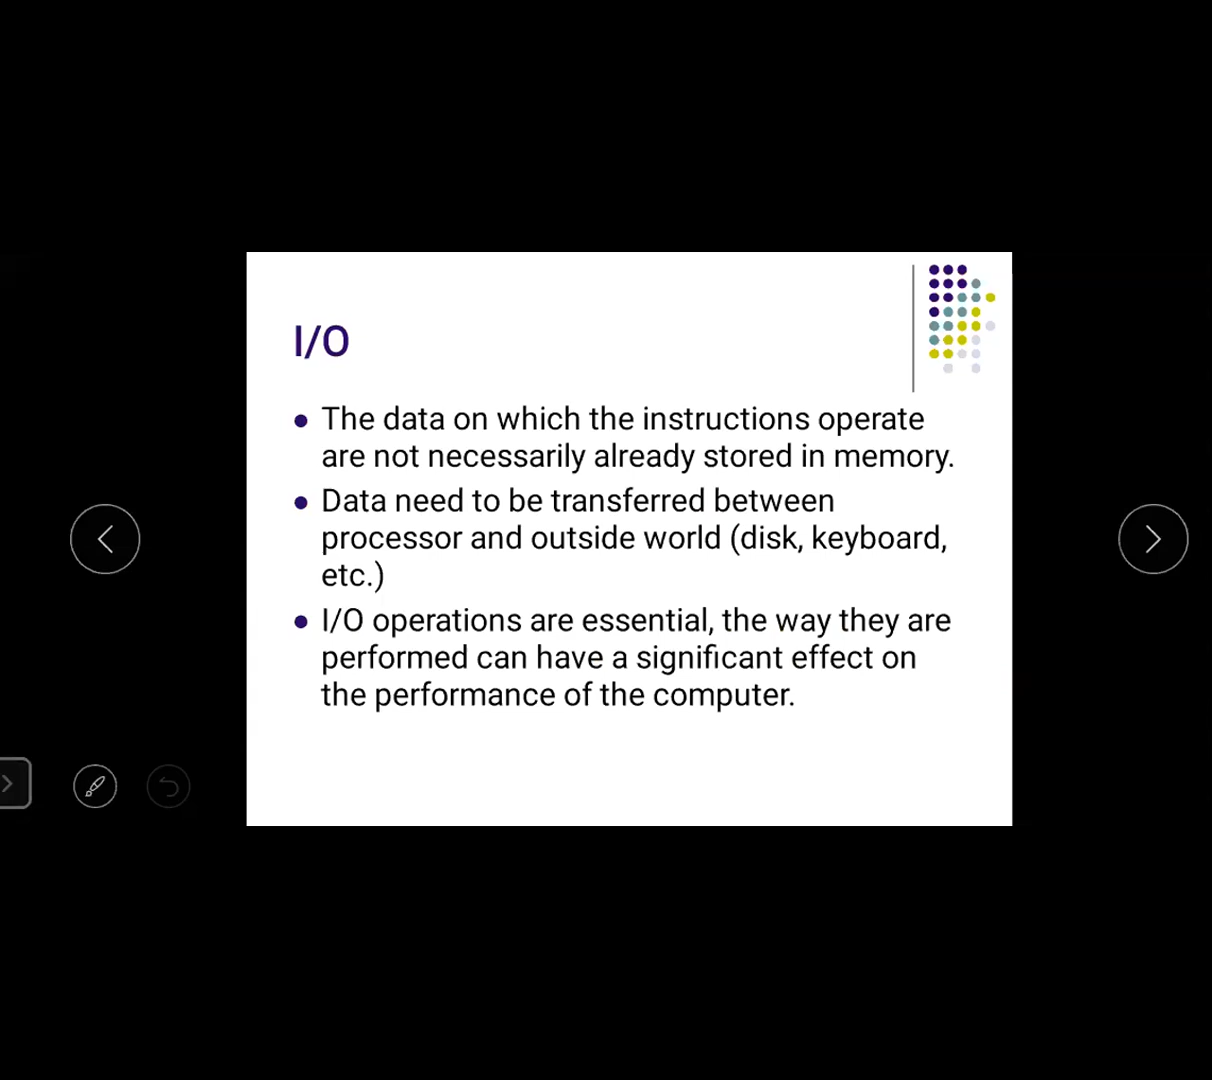 I/O
The data on which the instructions operate
are not necessarily already stored in memory.
Data need to be transferred between
processor and outside world (disk, keyboard,
etc.)
I/O operations are essential, the way they are
performed can have a significant effect on
the performance of the computer.